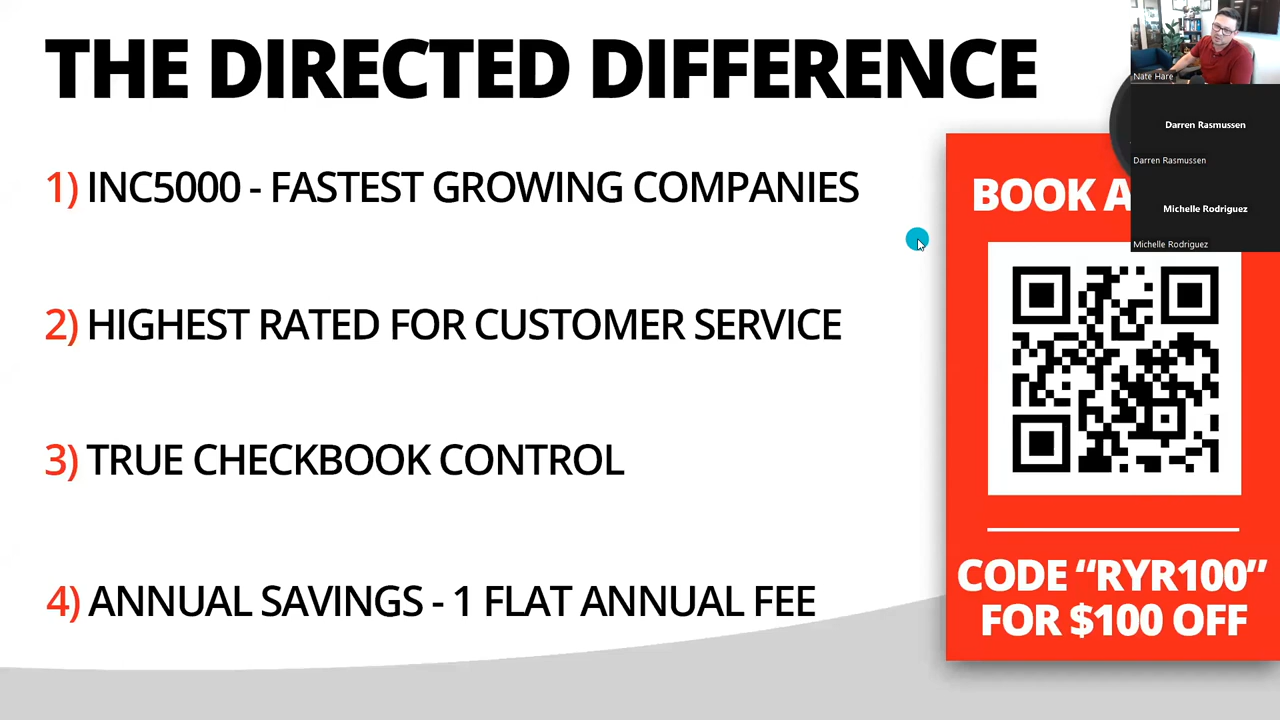 THE DIRECTED DIFFERENCE
1) INC5000 - FASTEST GROWING COMPANIES
2) HIGHEST RATED FOR CUSTOMER SERVICE
3) TRUE CHECKBOOK CONTROL
4) ANNUAL SAVINGS - 1 FLAT ANNUAL FEE
BOOK A
CODE “RYR100”
FOR $100 OFF
Nate Hare
Darren Rasmussen
Darren Rasmussen
Michelle Rodriguez
Michelle Rodriguez